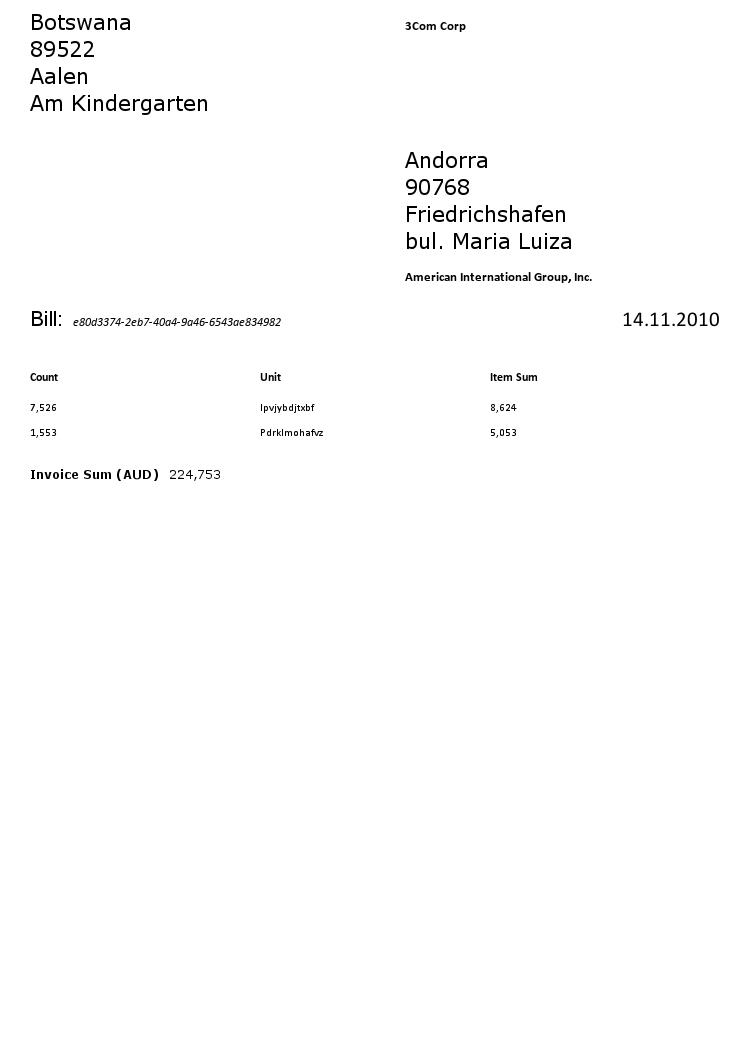 Botswana
89522
Aalen
Am Kindergarten
3Com Corp
Andorra
90768
Friedrichshafen
bul. Maria Luiza
American International Group, Inc.
Bill: e80d3374-2eb7-40a4-9a46-6543ae834982 14.11.2010
Count Unit Item Sum
7,526 Ipvjybdjtxbf 8,624
1,553 Pdrklmohafvz 5,053
Invoice Sum (AUD) 224,753